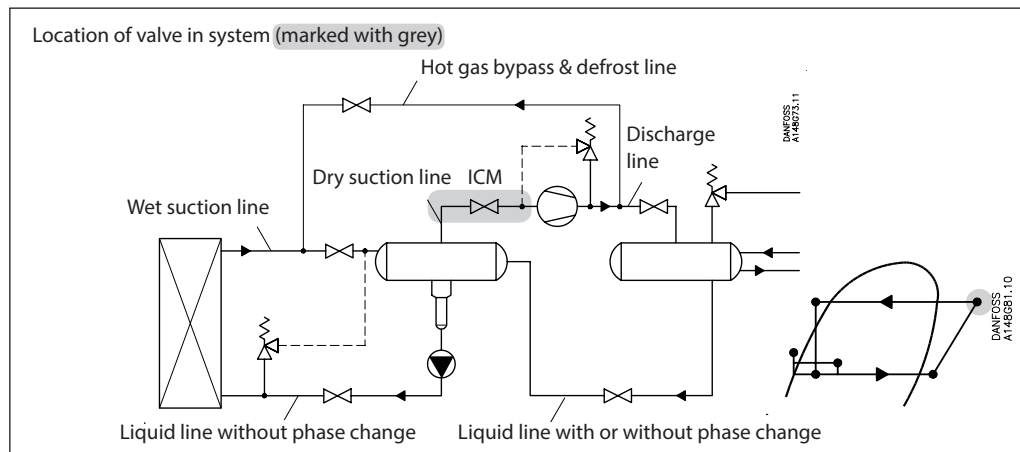 Location of valve in system (marked with grey)
Hot gas bypass & defrost line
DANFOSS
A148G73.11
Discharge
line
Dry suction line
ICM
Wet suction line
DANFOSS
A148G81.10
Liquid line without phase change
Liquid line with or without phase change